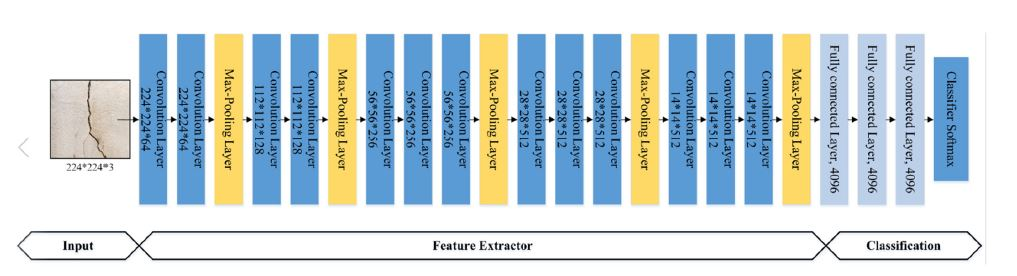 224*224*3
Convolution Layer
224*224*64
Convolution Layer
224*224*64
Max-Pooling Layer
Convolution Layer
112*112*128
Convolution Layer
112*112*128
Max-Pooling Layer
Convolution Layer
56*56*256
Convolution Layer
56*56*256
Convolution Layer
56*56*256
Max-Pooling Layer
Convolution Layer
28*28*512
Convolution Layer
28*28*512
Convolution Layer
28*28*512
Max-Pooling Layer
Convolution Layer
14*14*512
Convolution Layer
14*14*512
Convolution Layer
14*14*512
Max-Pooling Layer
Fully connected Layer, 4096
Fully connected Layer, 4096
Fully connected Layer, 4096
Classifier Softmax
Input
Feature Extractor
Classification